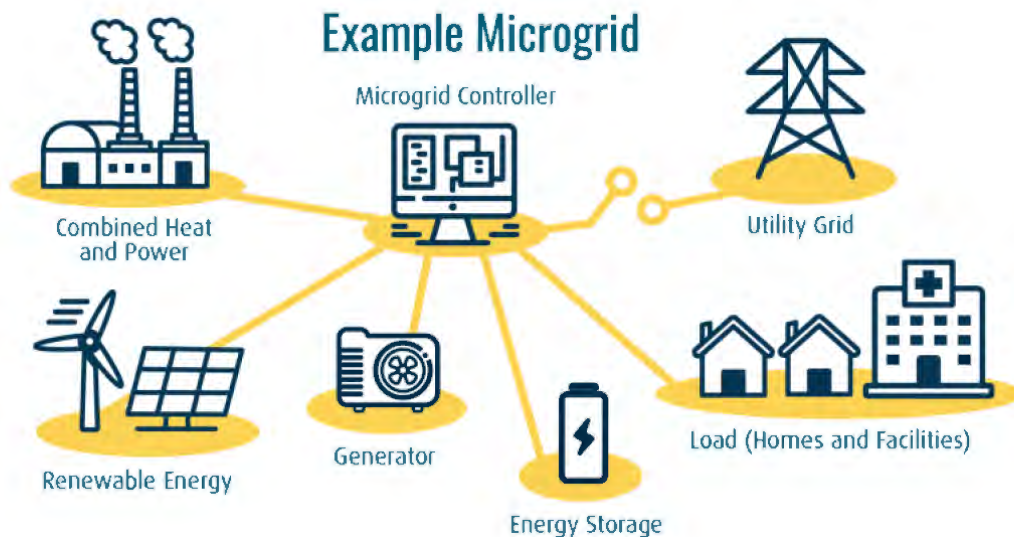 Example Microgrid
Microgrid Controller
Combined Heat
and Power
Utility Grid
Renewable Energy
Generator
Energy Storage
Load (Homes and Facilities)